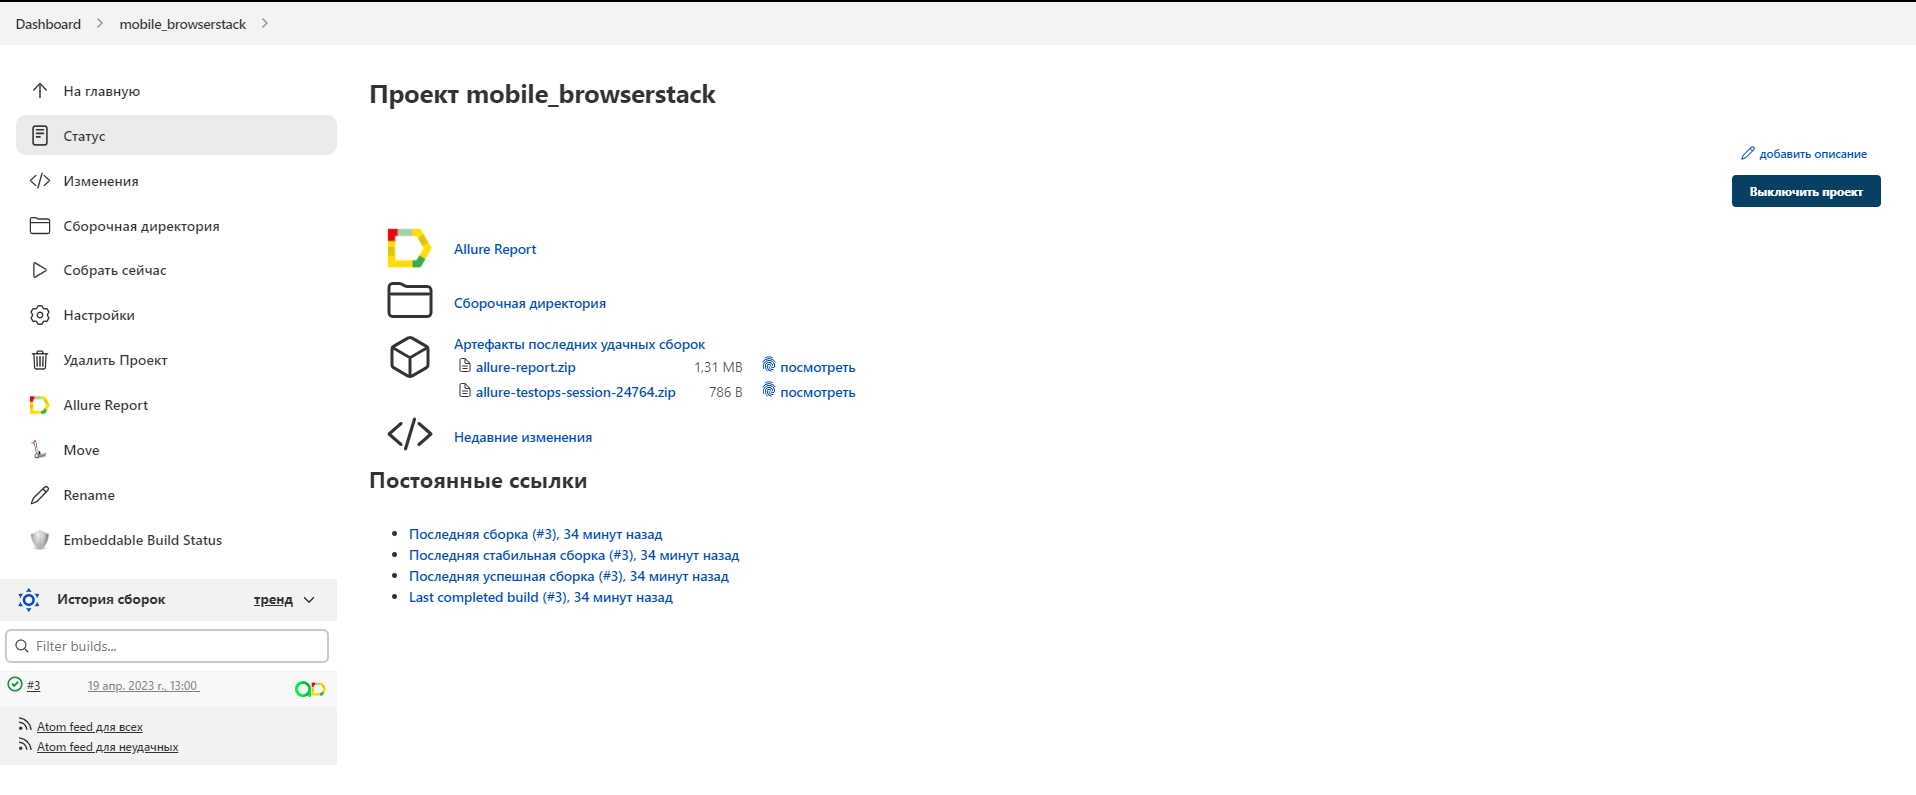 Dashboard
mobile_browserstack
На главную
Статус
Изменения
Сборочная директория
Собрать сейчас
Настройки
Удалить Проект
Allure Report
Move
Rename
Embeddable Build Status
История сборок
тренд
Filter builds...
#3
19 апр. 2023 г., 13:00
Atom feed для всех
Atom feed для неудачных
Проект mobile_browserstack
добавить описание
Выключить проект
Allure Report
Сборочная директория
Артефакты последних удачных сборок
allure-report.zip 1,31 MB посмотреть
allure-testops-session-24764.zip 786 B посмотреть
Недавние изменения
Постоянные ссылки
Последняя сборка (#3), 34 минут назад
Последняя стабильная сборка (#3), 34 минут назад
Последняя успешная сборка (#3), 34 минут назад
Last completed build (#3), 34 минут назад